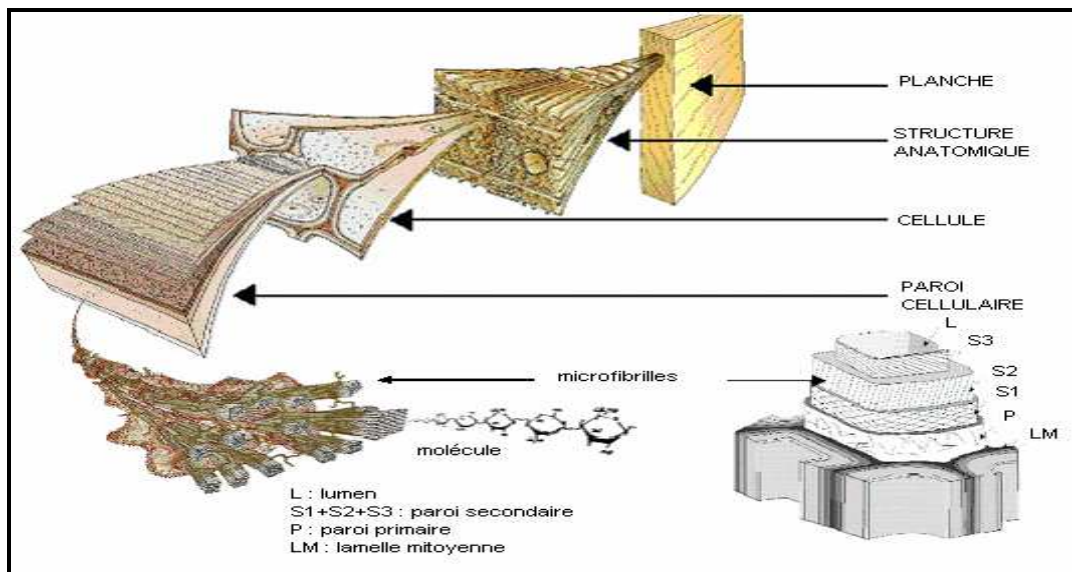 PLANCHE
STRUCTURE
ANATOMIQUE
CELLULE
PAROI
CELLULAIRE
L
S3
microfibrilles
S2
S1
P
LM
molécule
L : lumen
S1+S2+S3 : paroi secondaire
P : paroi primaire
LM : lamelle mitoyenne